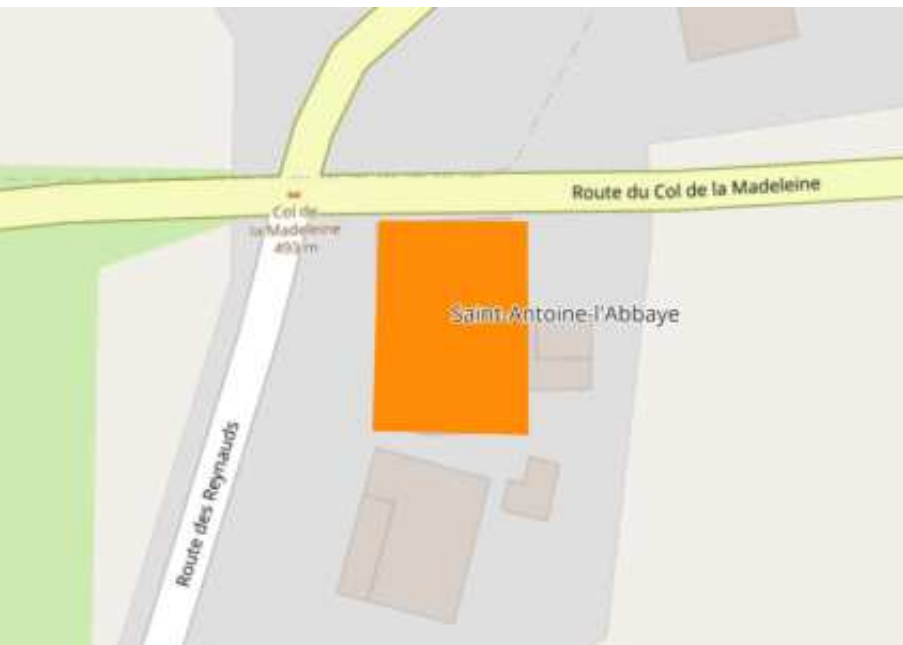 Route du Col de la Madeleine
Col de
la Madeleine
493 m
Saint-Antoine-l'Abbaye
Route des Reynauds